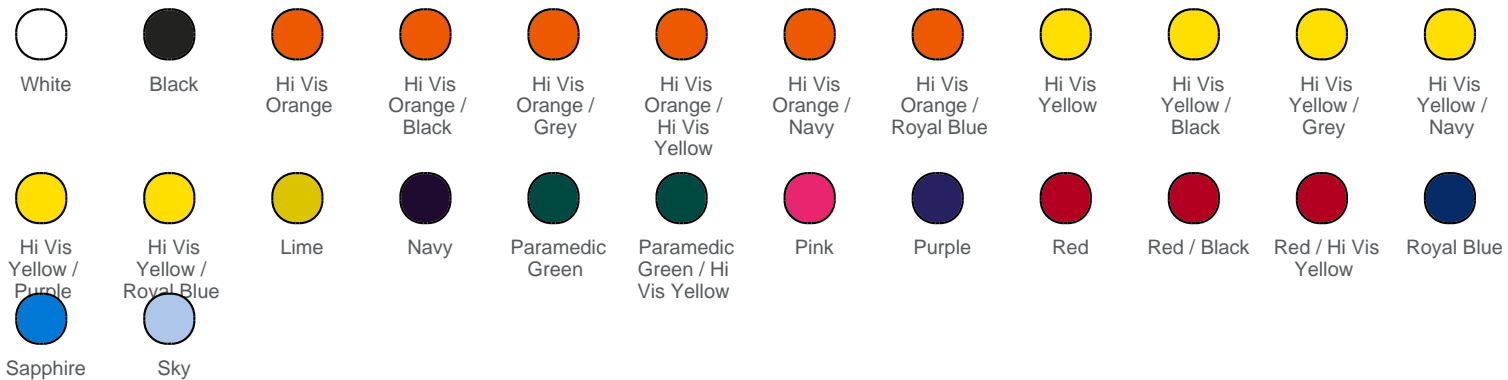 White
Black
Hi Vis
Orange
Hi Vis
Orange /
Black
Hi Vis
Orange /
Grey
Hi Vis
Orange /
Hi Vis
Yellow
Hi Vis
Orange /
Navy
Hi Vis
Orange /
Royal Blue
Hi Vis
Yellow
Hi Vis
Yellow /
Black
Hi Vis
Yellow /
Grey
Hi Vis
Yellow /
Navy
Hi Vis
Yellow /
Purple
Hi Vis
Yellow /
Royal Blue
Lime
Navy
Paramedic
Green
Paramedic
Green / Hi
Vis Yellow
Pink
Purple
Red
Red / Black
Red / Hi Vis
Yellow
Royal Blue
Sapphire
Sky